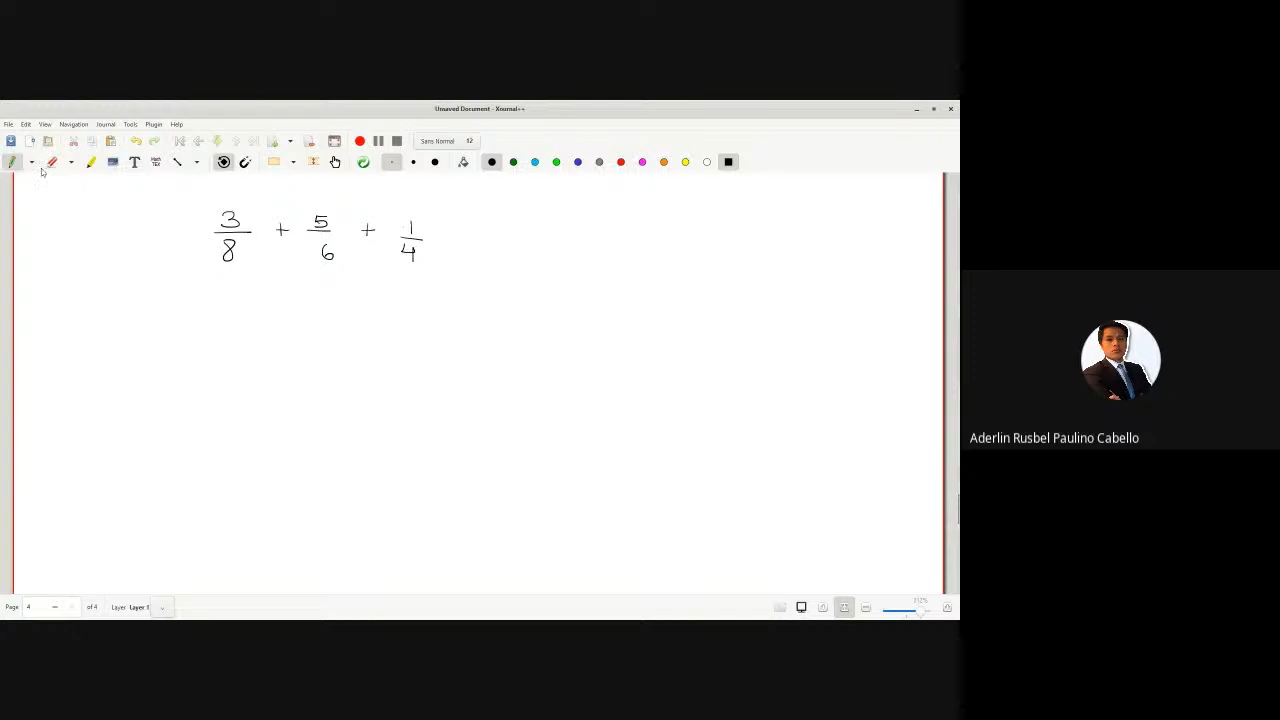 Unsaved Document - Xournal++
File Edit View Navigation Journal Tools Plugin Help
Sans Normal 12
3/8 + 5/6 + 1/4
Aderlin Rusbel Paulino Cabello
Page 4 of 4 Layer Layer 1
312%